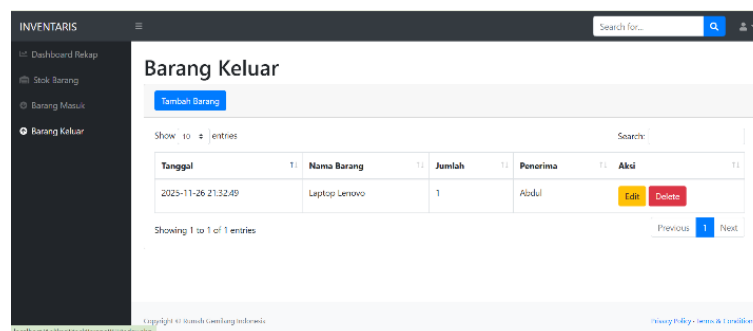 INVENTARIS
Search for...
Dashboard Rekap
Stok Barang
Barang Masuk
Barang Keluar
Barang Keluar
Tambah Barang
Show 10 entries
Search:
Tanggal Nama Barang Jumlah Penerima Aksi
2025-11-26 21:32:49 Laptop Lenovo 1 Abdul Edit Delete
Showing 1 to 1 of 1 entries
Previous 1 Next
Copyright © Rumah Gemilang Indonesia
Privacy Policy · Terms & Conditions